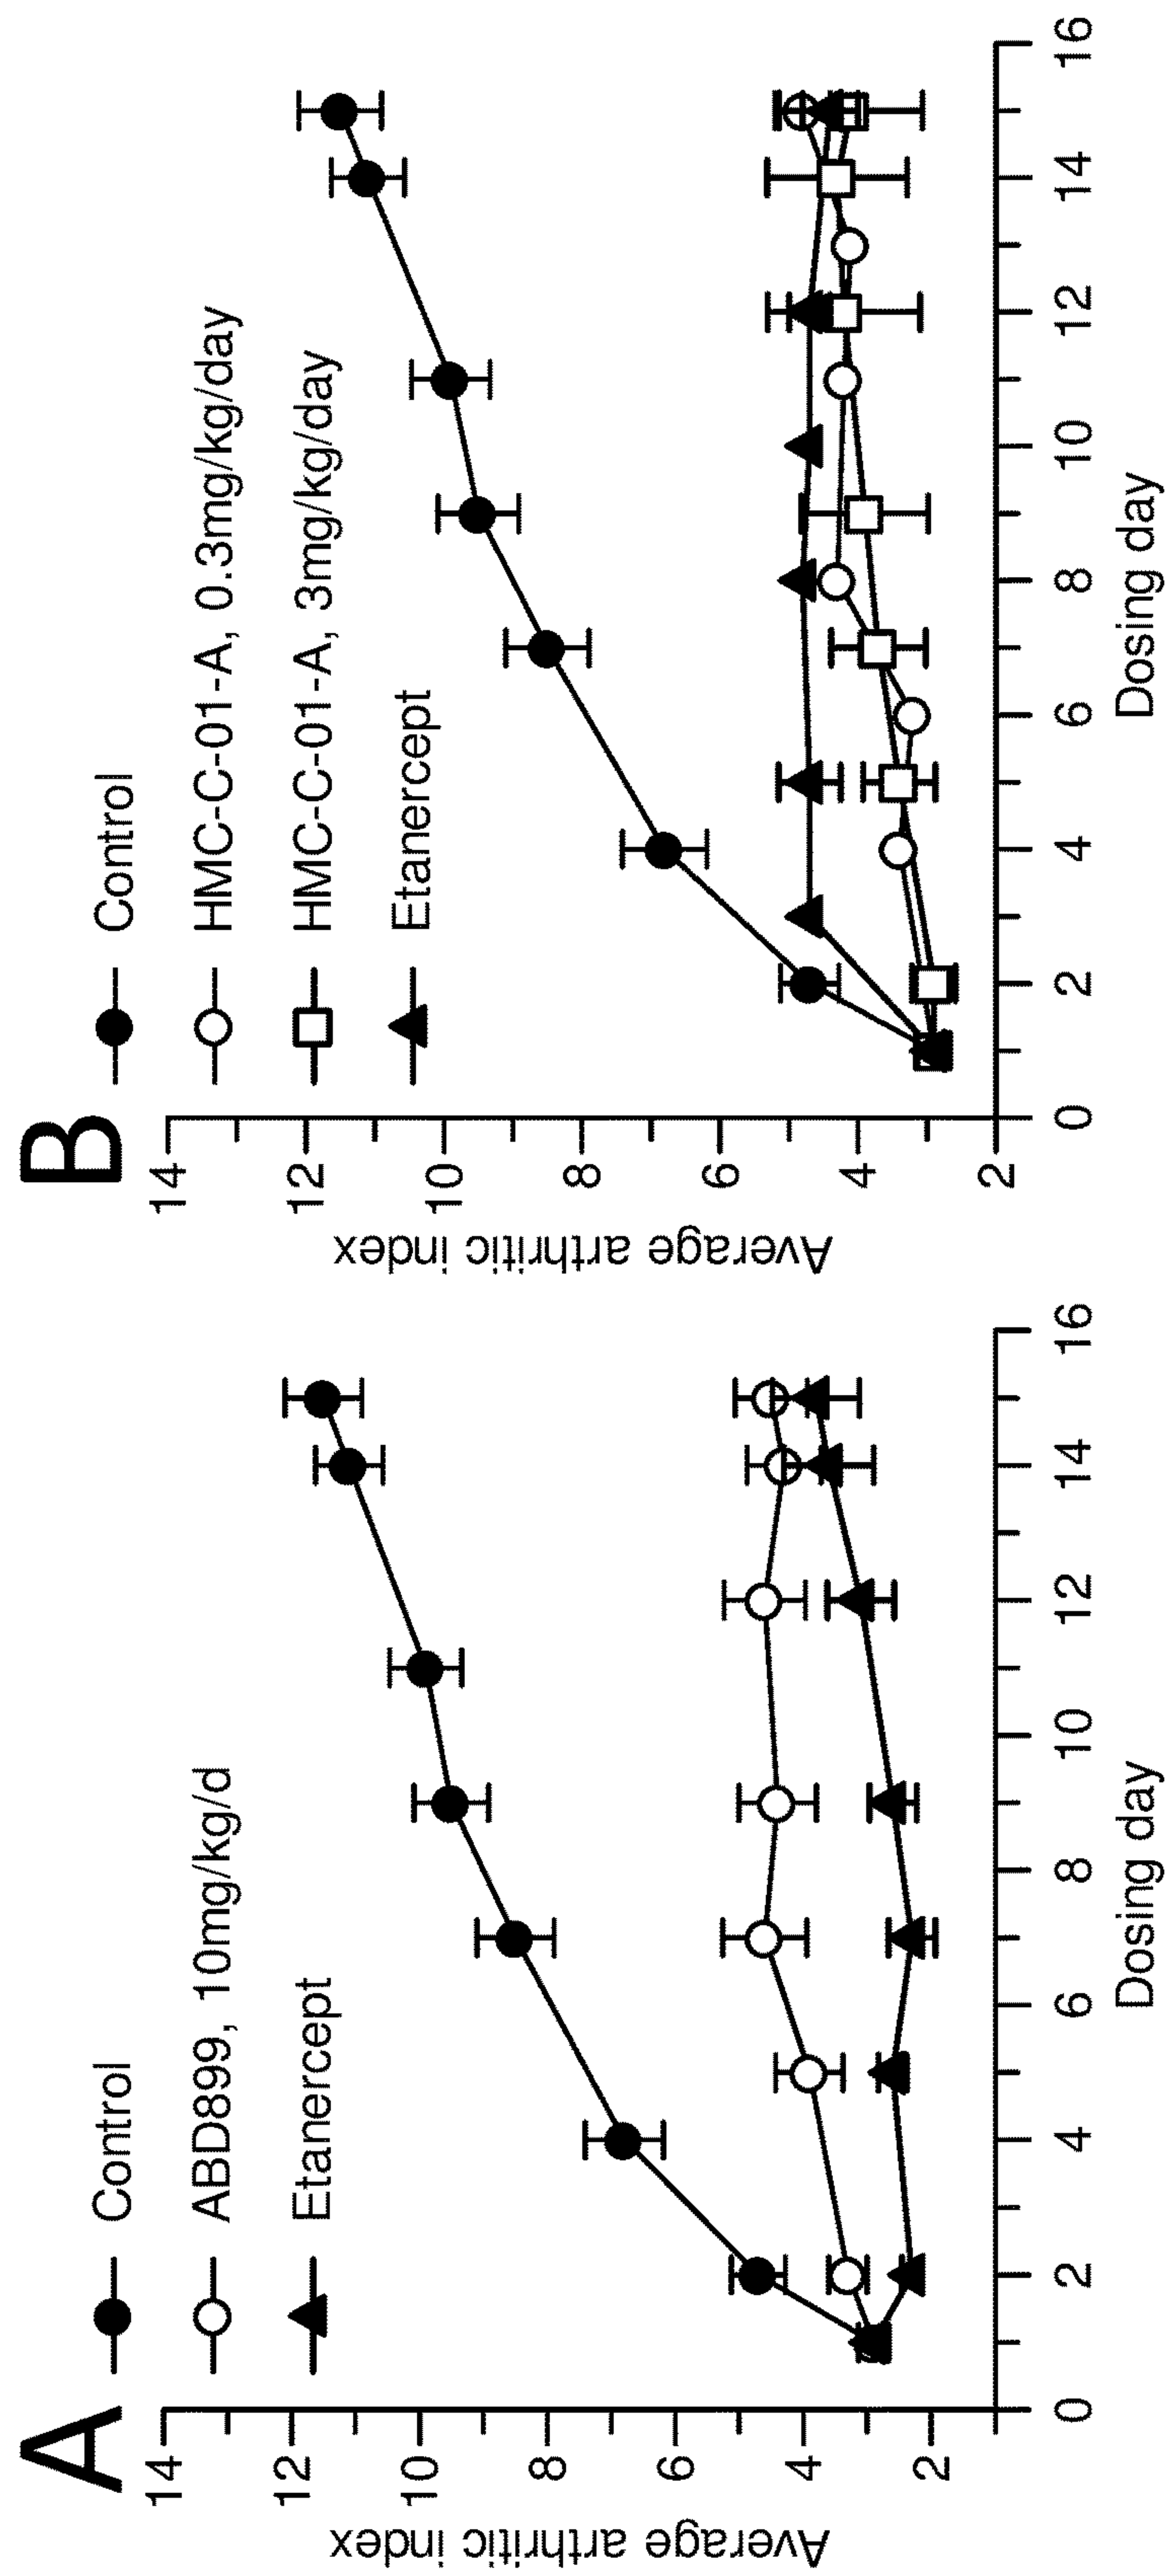 A
Control
ABD899, 10mg/kg/d
Etanercept
Average arthritic index
14
12
10
8
6
4
2
0 2 4 6 8 10 12 14 16
Dosing day
B
Control
HMC-C-01-A, 0.3mg/kg/day
HMC-C-01-A, 3mg/kg/day
Etanercept
Average arthritic index
14
12
10
8
6
4
2
0 2 4 6 8 10 12 14 16
Dosing day